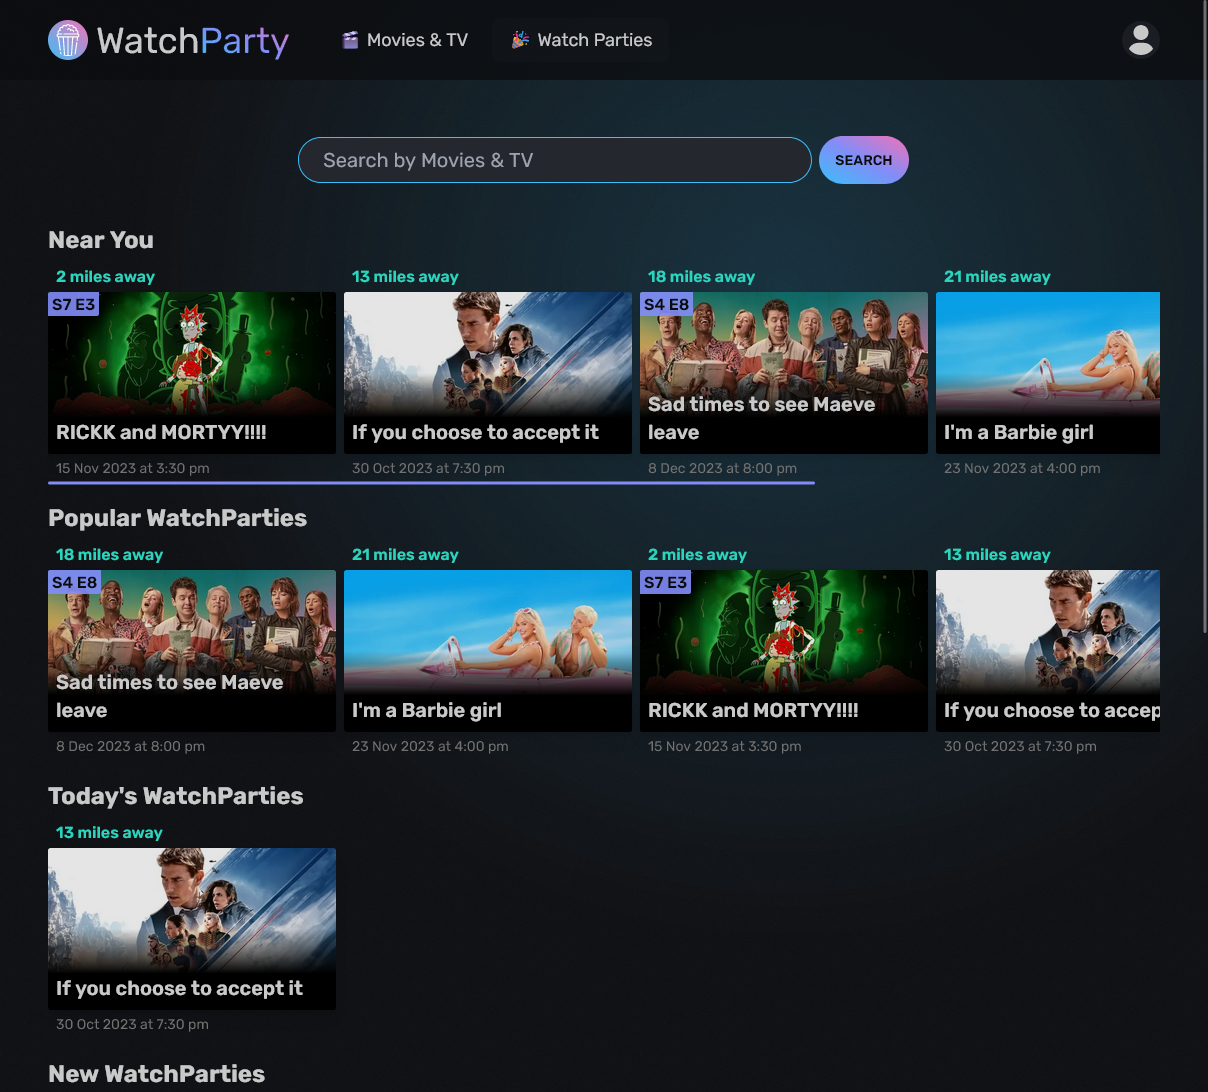 WatchParty
Movies & TV
Watch Parties
Search by Movies & TV
SEARCH
Near You
2 miles away
S7 E3
RICKK and MORTYY!!!!
15 Nov 2023 at 3:30 pm
13 miles away
If you choose to accept it
30 Oct 2023 at 7:30 pm
18 miles away
S4 E8
Sad times to see Maeve
leave
8 Dec 2023 at 8:00 pm
21 miles away
I'm a Barbie girl
23 Nov 2023 at 4:00 pm
Popular WatchParties
18 miles away
S4 E8
Sad times to see Maeve
leave
8 Dec 2023 at 8:00 pm
21 miles away
I'm a Barbie girl
23 Nov 2023 at 4:00 pm
2 miles away
S7 E3
RICKK and MORTYY!!!!
15 Nov 2023 at 3:30 pm
13 miles away
If you choose to accep
30 Oct 2023 at 7:30 pm
Today's WatchParties
13 miles away
If you choose to accept it
30 Oct 2023 at 7:30 pm
New WatchParties